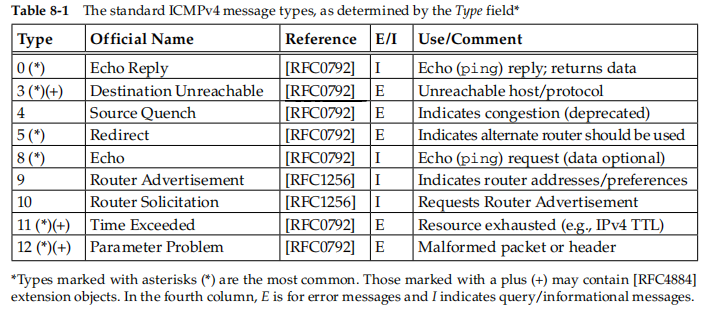 Table 8-1 The standard ICMPv4 message types, as determined by the Type field*
Type Official Name Reference E/I Use/Comment
0 (*) Echo Reply [RFC0792] I Echo (ping) reply; returns data
3 (*)(+) Destination Unreachable [RFC0792] E Unreachable host/protocol
4 Source Quench [RFC0792] E Indicates congestion (deprecated)
5 (*) Redirect [RFC0792] E Indicates alternate router should be used
8 (*) Echo [RFC0792] I Echo (ping) request (data optional)
9 Router Advertisement [RFC1256] I Indicates router addresses/preferences
10 Router Solicitation [RFC1256] I Requests Router Advertisement
11 (*)(+) Time Exceeded [RFC0792] E Resource exhausted (e.g., IPv4 TTL)
12 (*)(+) Parameter Problem [RFC0792] E Malformed packet or header
*Types marked with asterisks (*) are the most common. Those marked with a plus (+) may contain [RFC4884]
extension objects. In the fourth column, E is for error messages and I indicates query/informational messages.